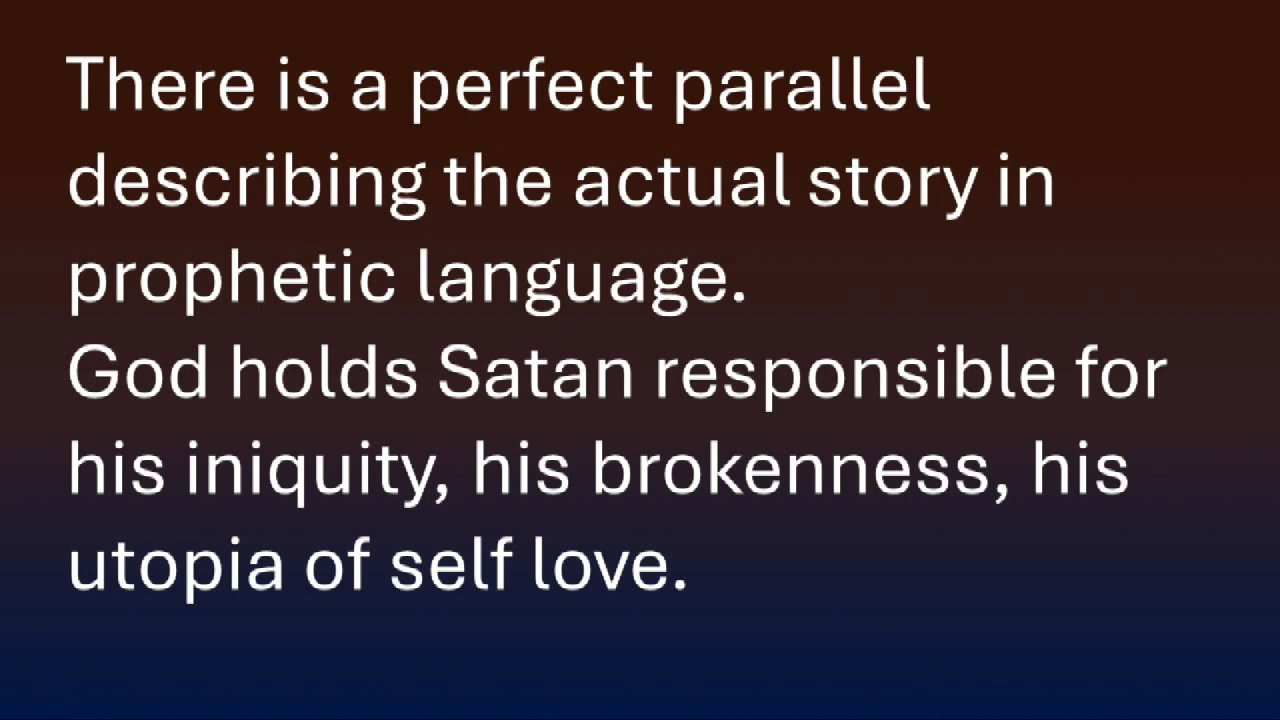 There is a perfect parallel
describing the actual story in
prophetic language.
God holds Satan responsible for
his iniquity, his brokenness, his
utopia of self love.